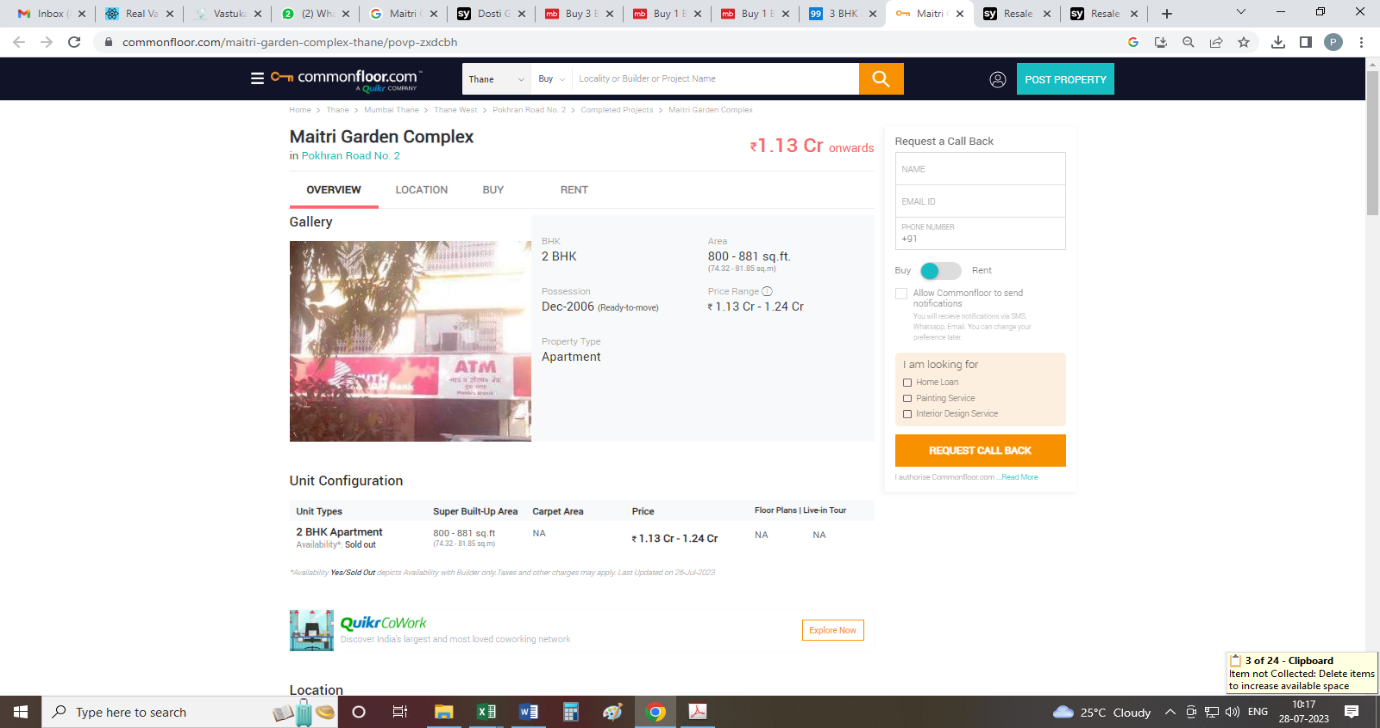 Inbox (
Real Va
Vastuka
(2) Wha
Maitri G
Dosti G
Buy 3 B
Buy 1 B
Buy 1 B
3 BHK
Maitri
Resale
Resale
commonfloor.com/maitri-garden-complex-thane/povp-zxdcbh
P
commonfloor.com
A Quikr COMPANY
Thane
Buy
Locality or Builder or Project Name
POST PROPERTY
Home > Thane > Mumbai Thane > Thane West > Pokhran Road No. 2 > Completed Projects > Maitri Garden Complex
Maitri Garden Complex
in Pokhran Road No. 2
₹1.13 Cr onwards
OVERVIEW
LOCATION
BUY
RENT
Gallery
ATM
BHK
2 BHK
Area
800 - 881 sq.ft.
(74.32 - 81.85 sq.m)
Possession
Dec-2006 (Ready-to-move)
Price Range
₹ 1.13 Cr - 1.24 Cr
Property Type
Apartment
Request a Call Back
NAME
EMAIL ID
PHONE NUMBER
+91
Buy
Rent
Allow Commonfloor to send
notifications
You will recieve notifications via SMS,
Whatsapp, Email. You can change your
preference later.
I am looking for
Home Loan
Painting Service
Interior Design Service
REQUEST CALL BACK
I authorise Commonfloor.com ...Read More
Unit Configuration
Unit Types
Super Built-Up Area
Carpet Area
Price
Floor Plans | Live-in Tour
2 BHK Apartment
Availability*: Sold out
800 - 881 sq.ft
(74.32 - 81.85 sq.m)
NA
₹ 1.13 Cr - 1.24 Cr
NA
NA
*Availability Yes/Sold Out depicts Availability with Builder only.Taxes and other charges may apply. Last Updated on 26-Jul-2023
QuikrCoWork
Discover India's largest and most loved coworking network
Explore Now
Location
3 of 24 - Clipboard
Item not Collected: Delete items
to increase available space
Type here to search
25°C Cloudy
ENG
10:17
28-07-2023